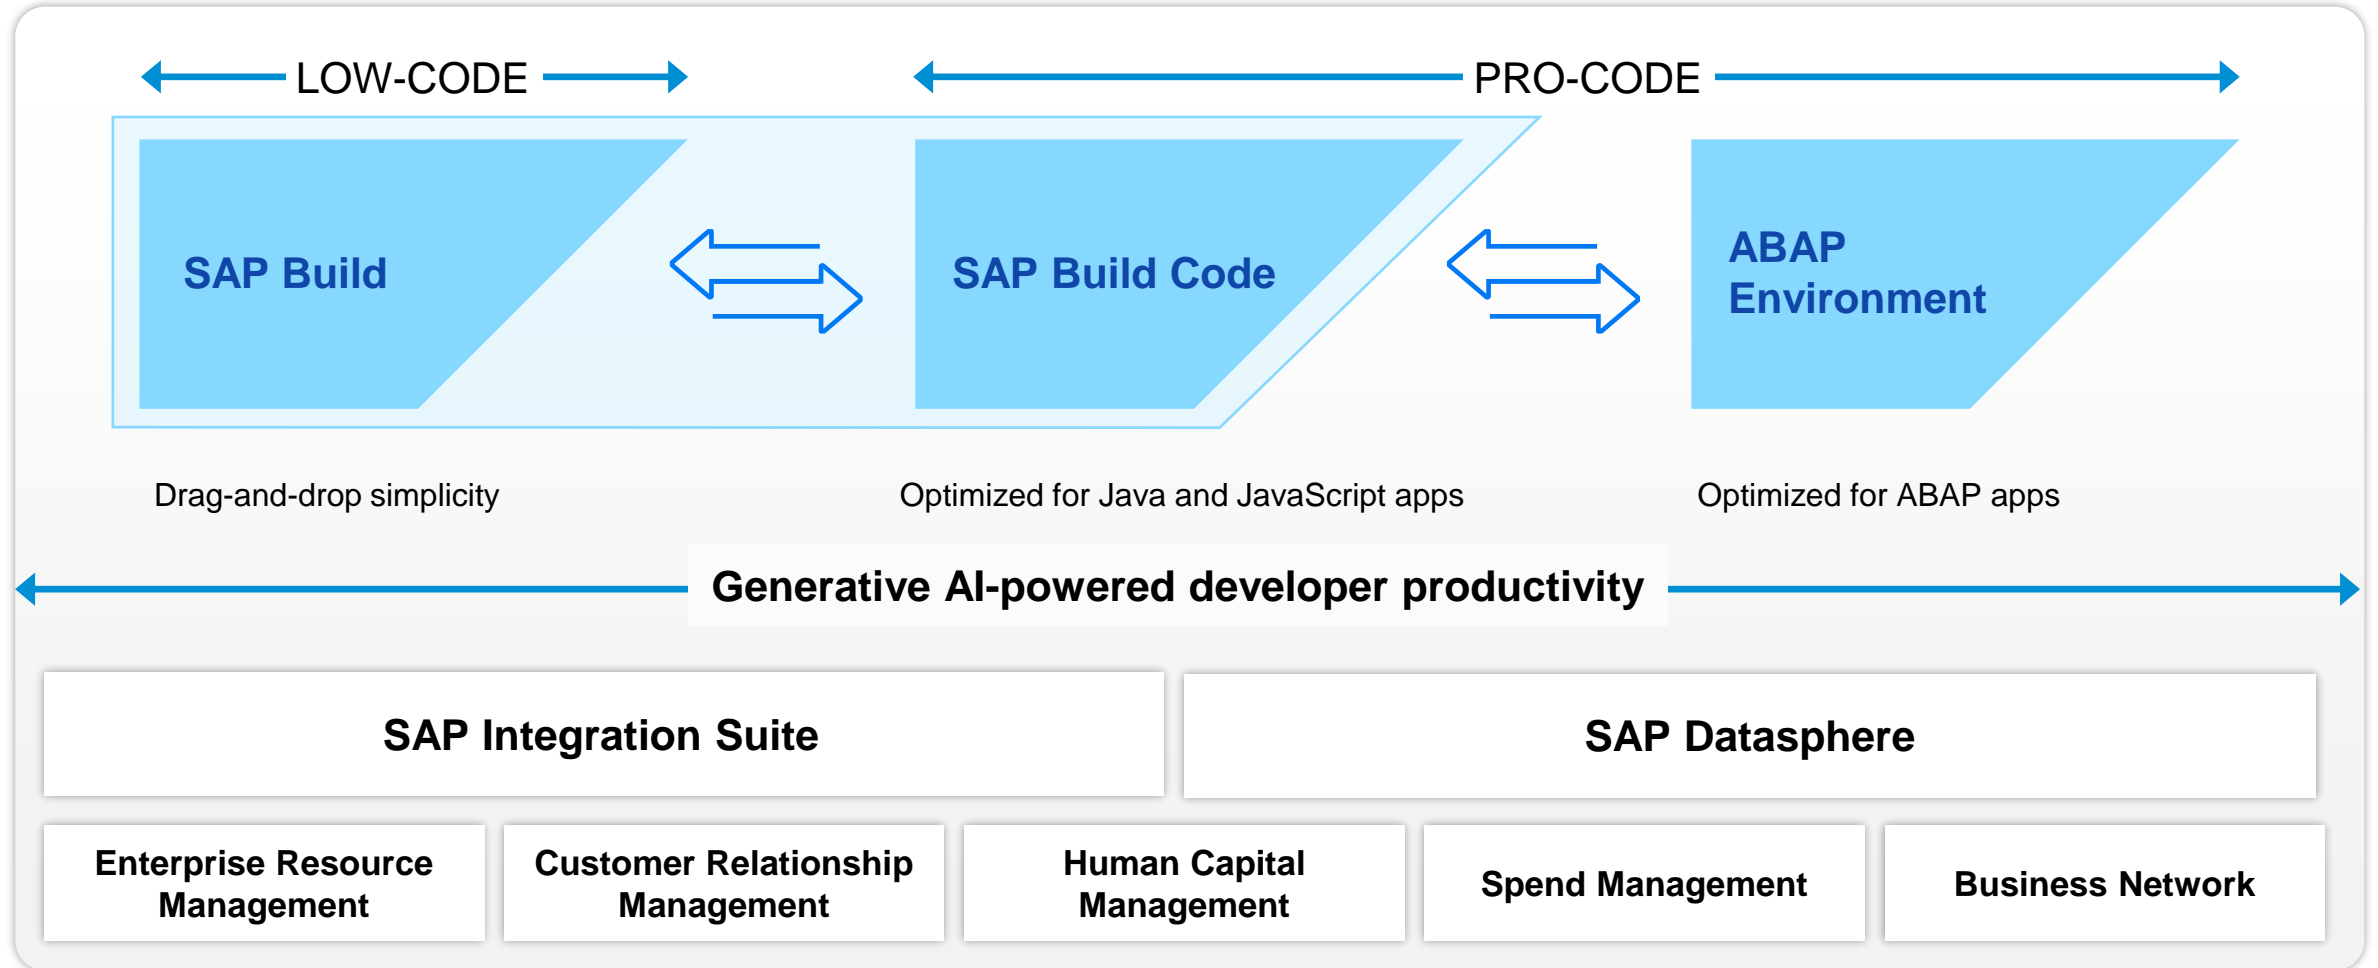 LOW-CODE
PRO-CODE
SAP Build
SAP Build Code
ABAP
Environment
Drag-and-drop simplicity
Optimized for Java and JavaScript apps
Optimized for ABAP apps
Generative AI-powered developer productivity
SAP Integration Suite
SAP Datasphere
Enterprise Resource
Management
Customer Relationship
Management
Human Capital
Management
Spend Management
Business Network